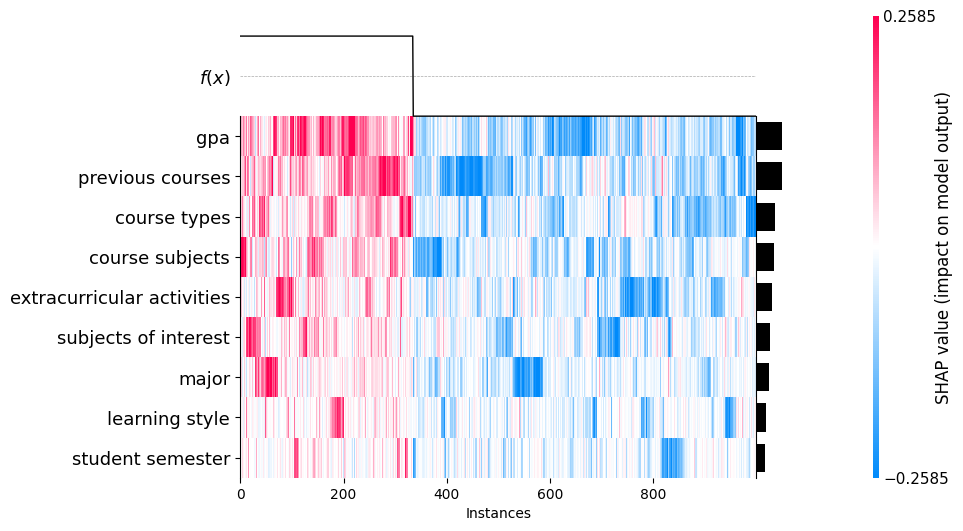 0.2585
f(x)
gpa
previous courses
course types
course subjects
extracurricular activities
subjects of interest
major
learning style
student semester
0 200 400 600 800
Instances
SHAP value (impact on model output)
−0.2585